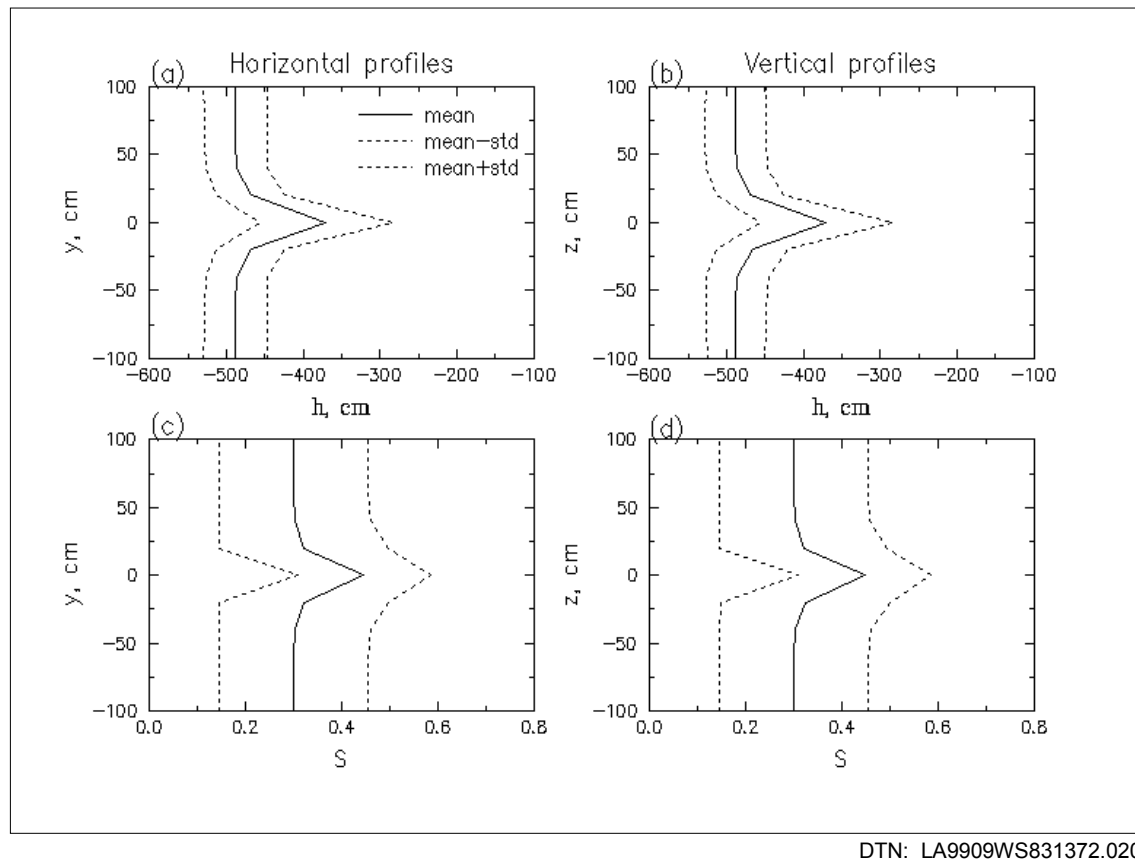 (a) Horizontal profiles
(b) Vertical profiles
100
50
0
−50
−100
y, cm
mean
mean−std
mean+std
−600 −500 −400 −300 −200 −100
h, cm
100
50
0
−50
−100
z, cm
−600 −500 −400 −300 −200 −100
h, cm
(c)
100
50
0
−50
−100
y, cm
0.0 0.2 0.4 0.6 0.8
S
(d)
100
50
0
−50
−100
z, cm
0.0 0.2 0.4 0.6 0.8
S
DTN: LA9909WS831372.020